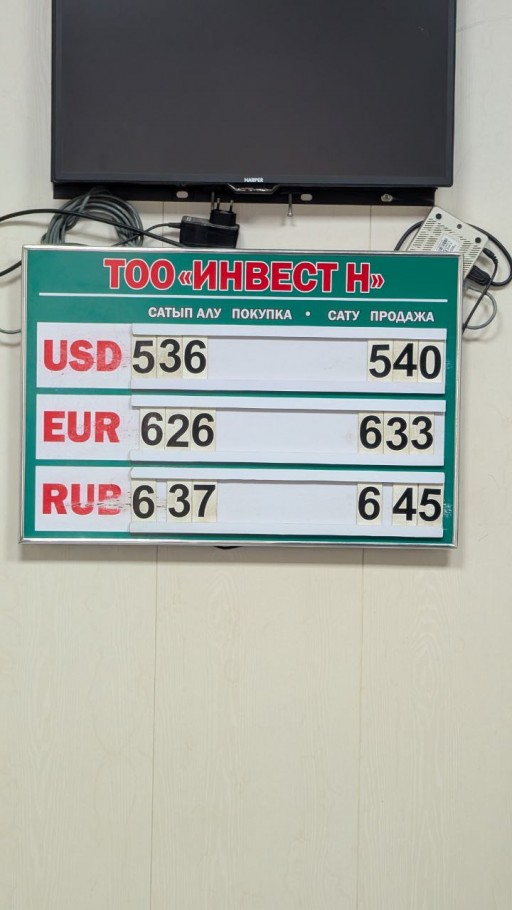 HARPER
ТОО «ИНВЕСТ Н»
САТЫП АЛУ ПОКУПКА • САТУ ПРОДАЖА
USD 536 540
EUR 626 633
RUB 6 37 6 45